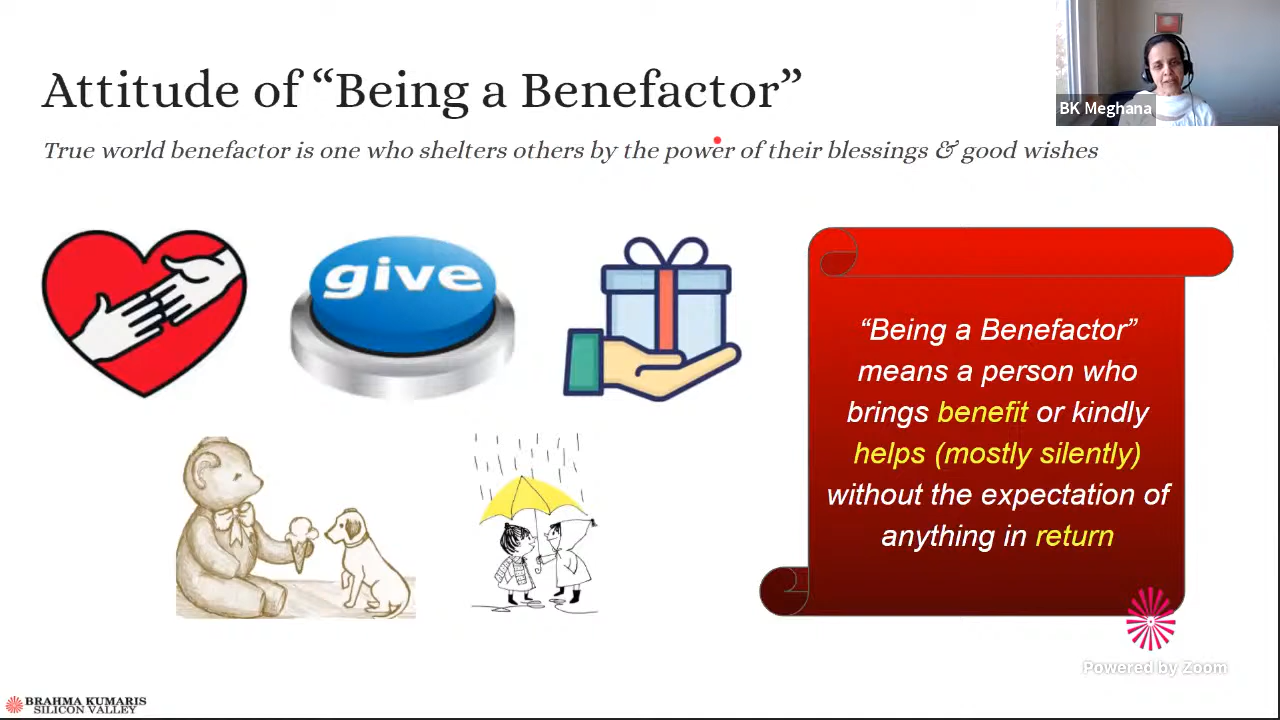 Attitude of “Being a Benefactor”
BK Meghana
True world benefactor is one who shelters others by the power of their blessings & good wishes
give
“Being a Benefactor”
means a person who
brings benefit or kindly
helps (mostly silently)
without the expectation of
anything in return
Powered by Zoom
BRAHMA KUMARIS
SILICON VALLEY